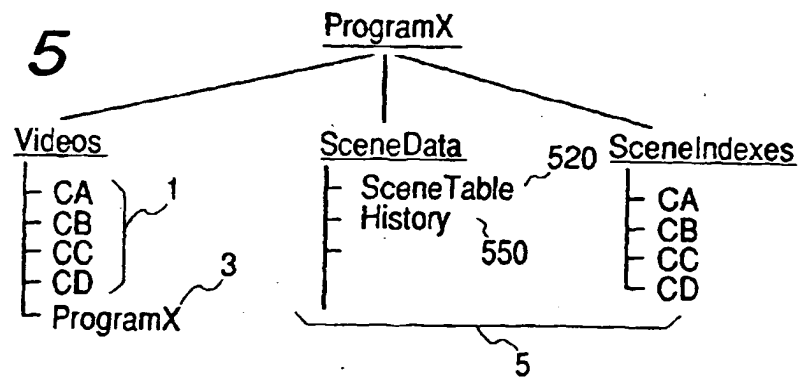 5
ProgramX
Videos
CA
CB
CC
CD
ProgramX
1
3
SceneData
SceneTable
History
520
550
SceneIndexes
CA
CB
CC
CD
5